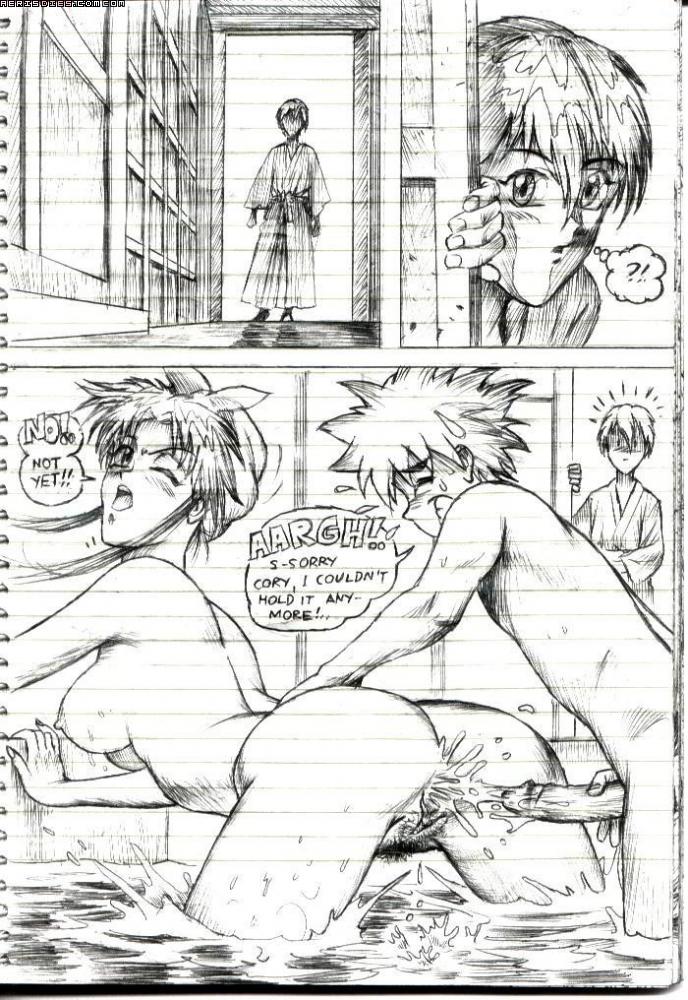 AERISDIES.COM
?!
NO!..
NOT
YET!!
AARGH!..
S-SORRY
CORY, I COULDN'T
HOLD IT ANY-
MORE!..